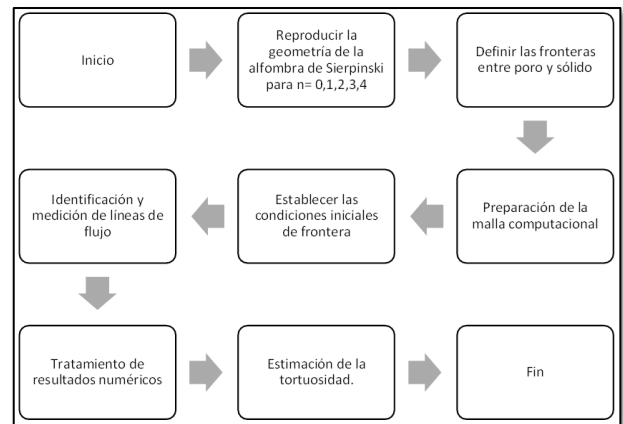 Inicio
Reproducir la
geometría de la
alfombra de Sierpinski
para n= 0,1,2,3,4
Definir las fronteras
entre poro y sólido
Preparación de la
malla computacional
Establecer las
condiciones iniciales
de frontera
Identificación y
medición de líneas de
flujo
Tratamiento de
resultados numéricos
Estimación de la
tortuosidad.
Fin